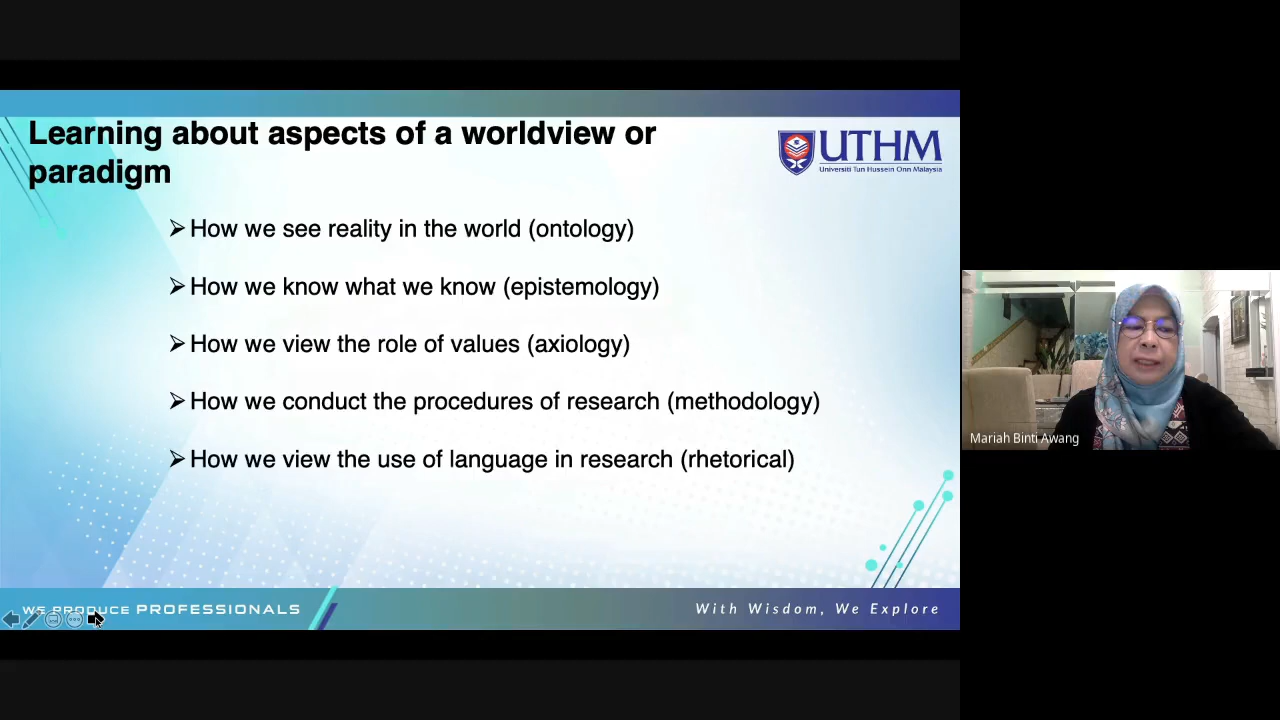 Learning about aspects of a worldview or
paradigm
UTHM
Universiti Tun Hussein Onn Malaysia
How we see reality in the world (ontology)
How we know what we know (epistemology)
How we view the role of values (axiology)
How we conduct the procedures of research (methodology)
How we view the use of language in research (rhetorical)
Mariah Binti Awang
WE PRODUCE PROFESSIONALS
With Wisdom, We Explore